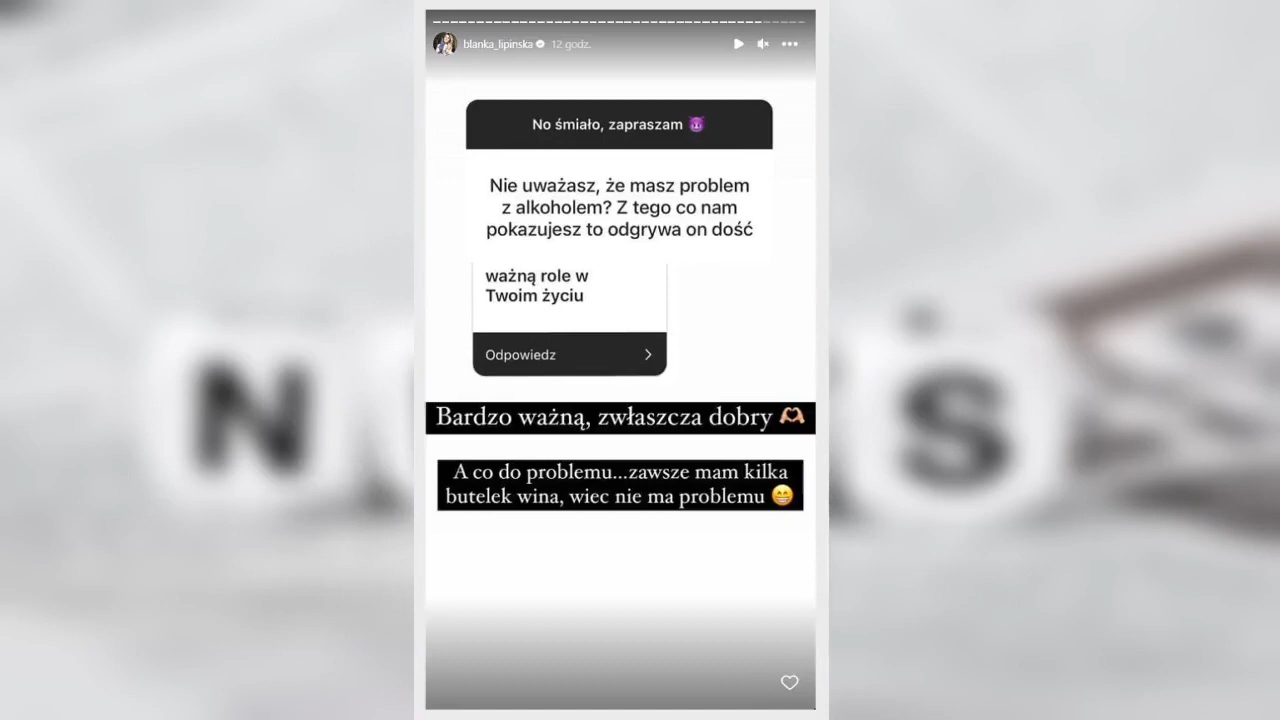 blanka_lipinska 12 godz.
No śmiało, zapraszam 😈
Nie uważasz, że masz problem
z alkoholem? Z tego co nam
pokazujesz to odgrywa on dość
ważną role w
Twoim życiu
Odpowiedz
Bardzo ważną, zwłaszcza dobry 🫶🏼
A co do problemu...zawsze mam kilka
butelek wina, wiec nie ma problemu 😁
N
Ś